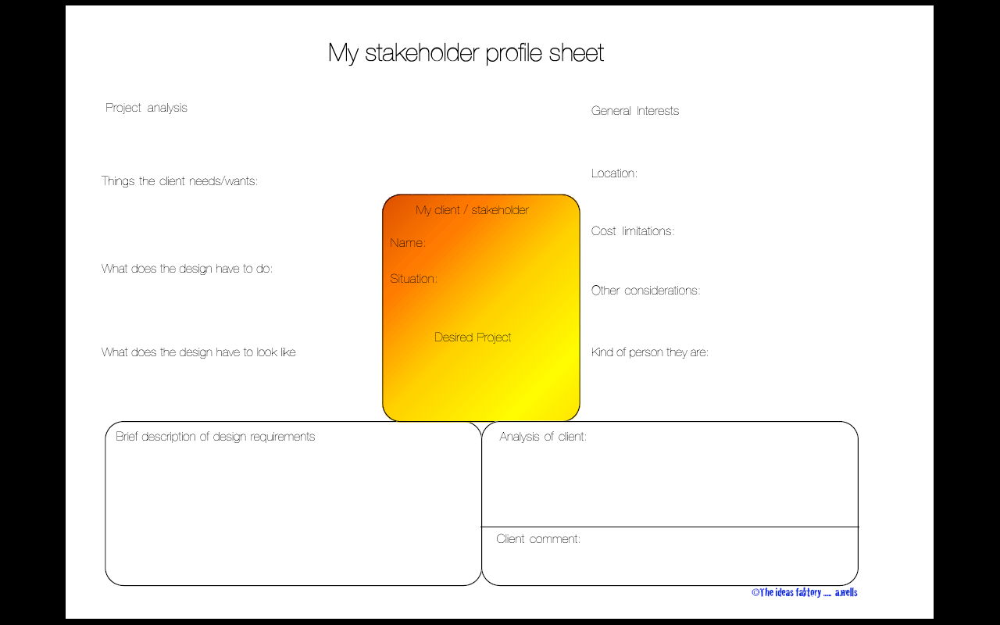 My stakeholder profile sheet
Project analysis
Things the client needs/wants:
What does the design have to do:
What does the design have to look like
My client / stakeholder
Name:
Situation:
Desired Project
General Interests
Location:
Cost limitations:
Other considerations:
Kind of person they are:
Brief description of design requirements
Analysis of client:
Client comment:
©The ideas faktory ..... a.wells